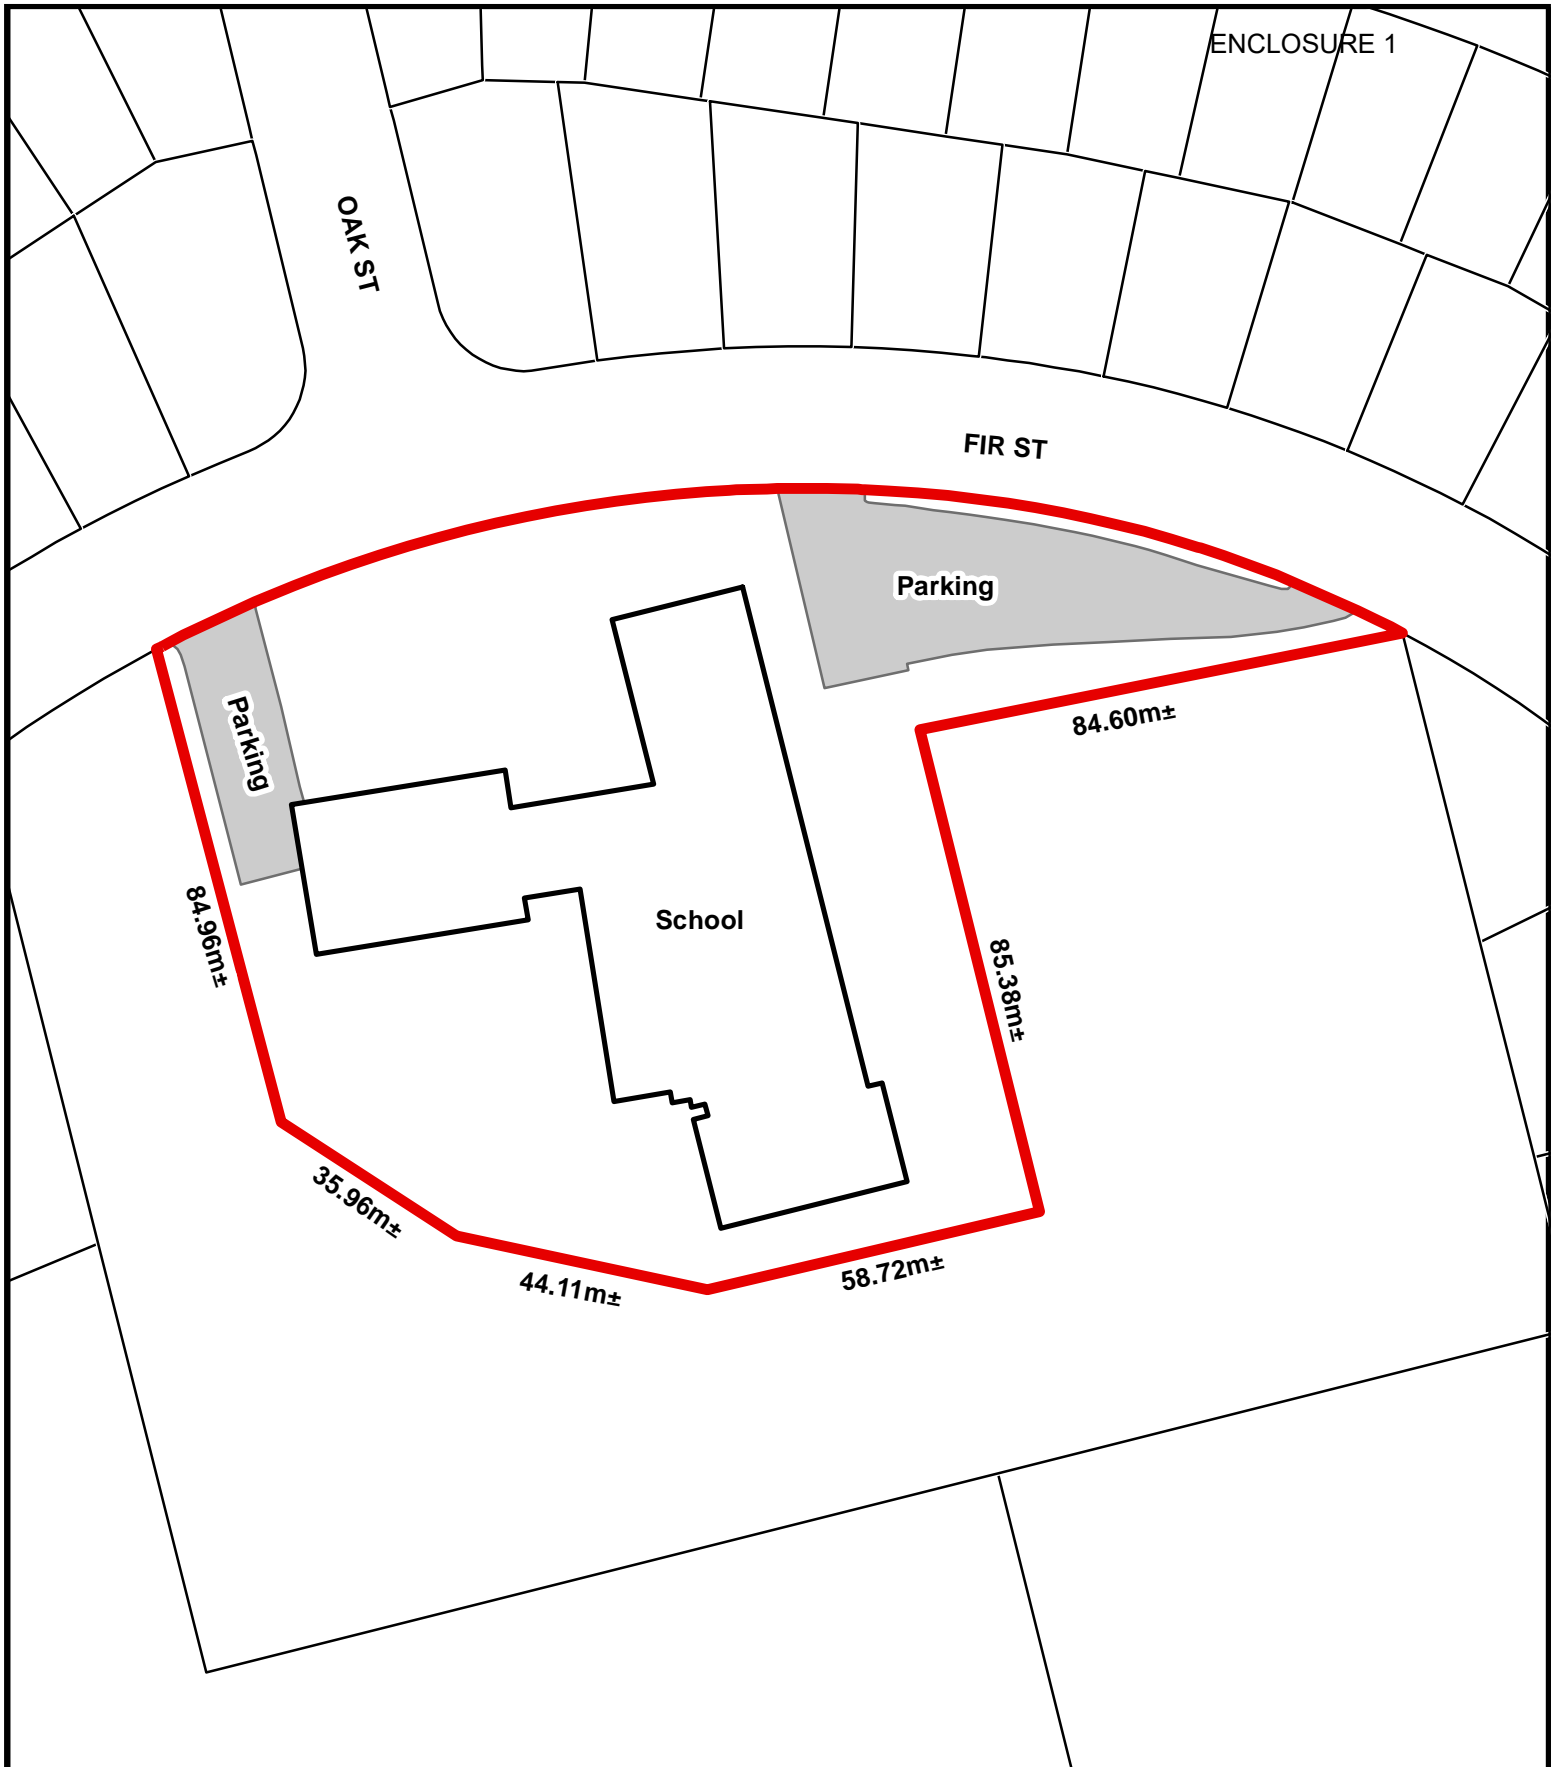 ENCLOSURE 1
OAK ST
FIR ST
Parking
Parking
84.60m±
84.96m±
School
85.38m±
35.96m±
44.11m±
58.72m±